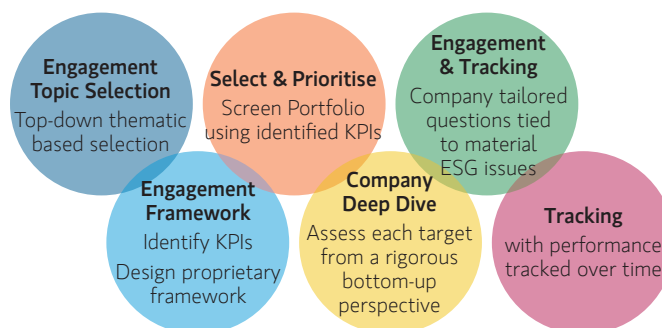 Engagement
Topic Selection
Top-down thematic
based selection
Engagement
Framework
Identify KPIs
Design proprietary
framework
Select & Prioritise
Screen Portfolio
using identified KPIs
Company
Deep Dive
Assess each target
from a rigorous
bottom-up
perspective
Engagement
& Tracking
Company tailored
questions tied
to material
ESG issues
Tracking
with performance
tracked over time